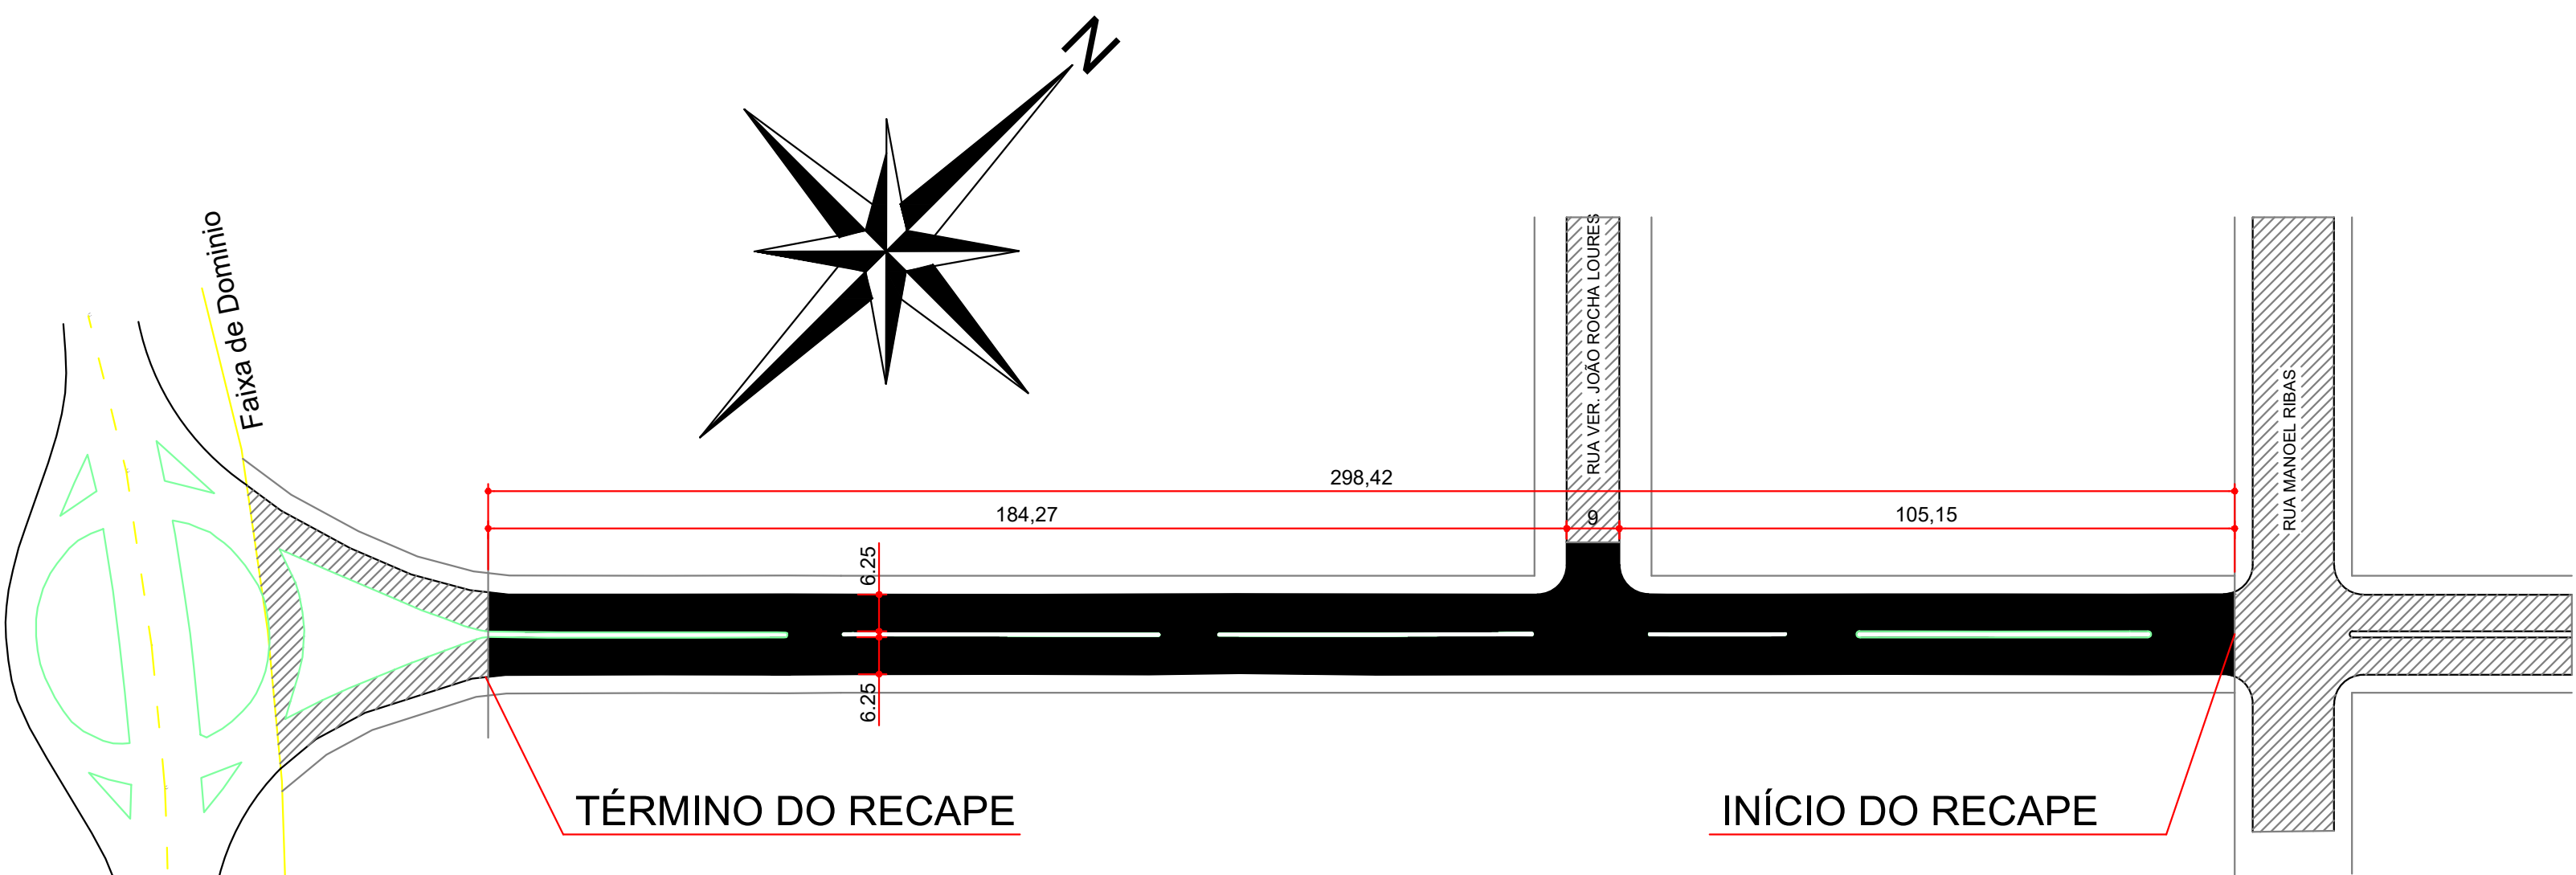 N
Faixa de Dominio
RUA VER. JOÃO ROCHA LOURES
RUA MANOEL RIBAS
298,42
184,27
9
105,15
6.25
6.25
TÉRMINO DO RECAPE
INÍCIO DO RECAPE